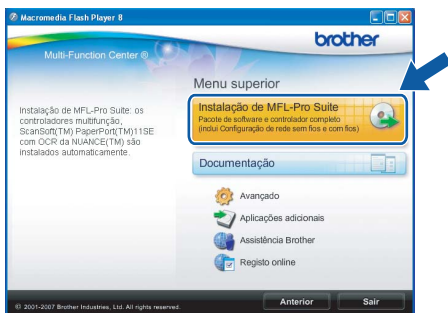 Macromedia Flash Player 8
brother
Multi-Function Center ®
Menu superior
Instalação de MFL-Pro Suite: os
controladores multifunção,
ScanSoft(TM) PaperPort(TM)11SE
com OCR da NUANCE(TM) são
instalados automaticamente.
Instalação de MFL-Pro Suite
Pacote de software e controlador completo
(inclui Configuração de rede sem fios e com fios)
Documentação
Avançado
Aplicações adicionais
Assistência Brother
Registo online
© 2001-2007 Brother Industries, Ltd. All rights reserved.
Anterior
Sair